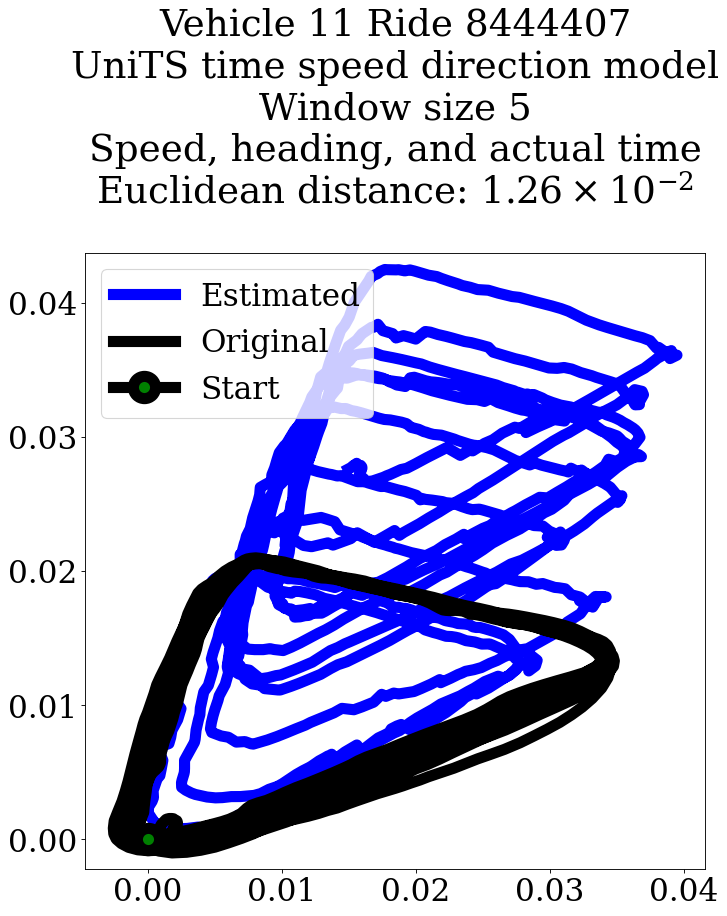 Vehicle 11 Ride 8444407
UniTS time speed direction model
Window size 5
Speed, heading, and actual time
Euclidean distance: 1.26 × 10⁻²
Estimated
Original
Start
0.04
0.03
0.02
0.01
0.00
0.00 0.01 0.02 0.03 0.04